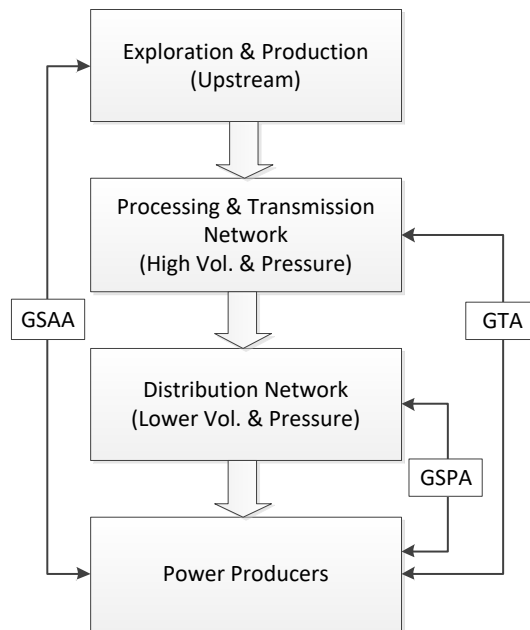 Exploration & Production
(Upstream)
Processing & Transmission
Network
(High Vol. & Pressure)
GSAA
GTA
Distribution Network
(Lower Vol. & Pressure)
GSPA
Power Producers